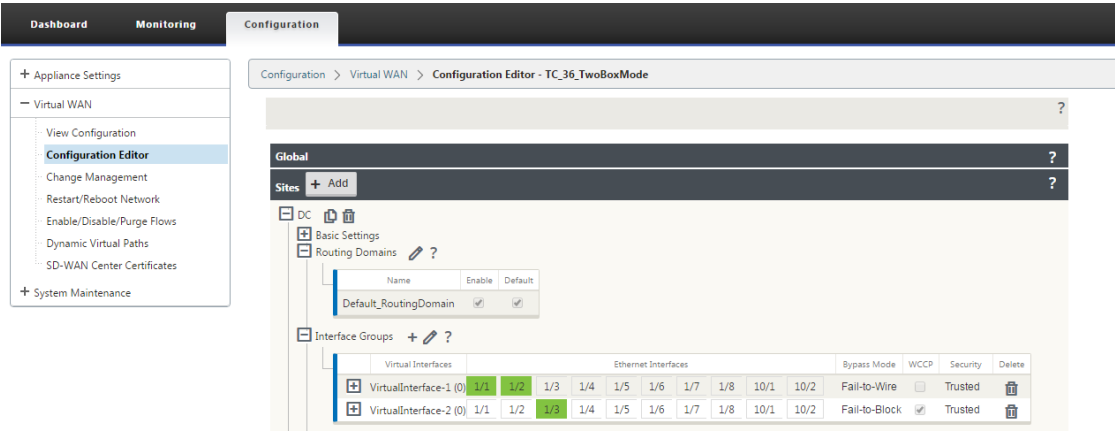 Dashboard Monitoring Configuration
+ Appliance Settings
− Virtual WAN
View Configuration
Configuration Editor
Change Management
Restart/Reboot Network
Enable/Disable/Purge Flows
Dynamic Virtual Paths
SD-WAN Center Certificates
+ System Maintenance
Configuration > Virtual WAN > Configuration Editor - TC_36_TwoBoxMode
?
Global ?
Sites + Add ?
DC
Basic Settings
Routing Domains ?
Name Enable Default
Default_RoutingDomain
Interface Groups + ?
Virtual Interfaces Ethernet Interfaces Bypass Mode WCCP Security Delete
VirtualInterface-1 (0) 1/1 1/2 1/3 1/4 1/5 1/6 1/7 1/8 10/1 10/2 Fail-to-Wire Trusted
VirtualInterface-2 (0) 1/1 1/2 1/3 1/4 1/5 1/6 1/7 1/8 10/1 10/2 Fail-to-Block Trusted